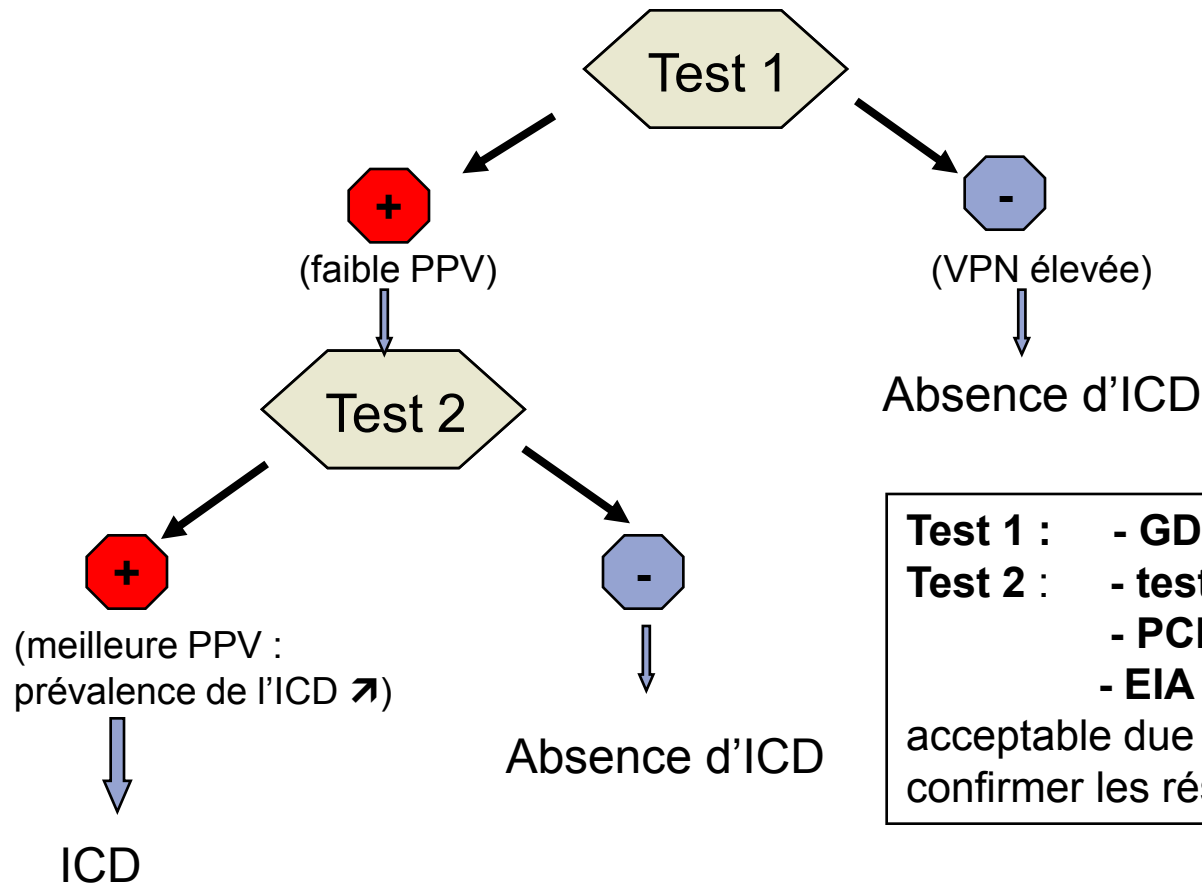 Test 1
+
-
(faible PPV)
(VPN élevée)
Test 2
Absence d’ICD
+
-
(meilleure PPV :
prévalence de l’ICD ↗)
Absence d’ICD
ICD
Test 1 : - GD
Test 2 : - test
- PC
- EIA
acceptable due
confirmer les